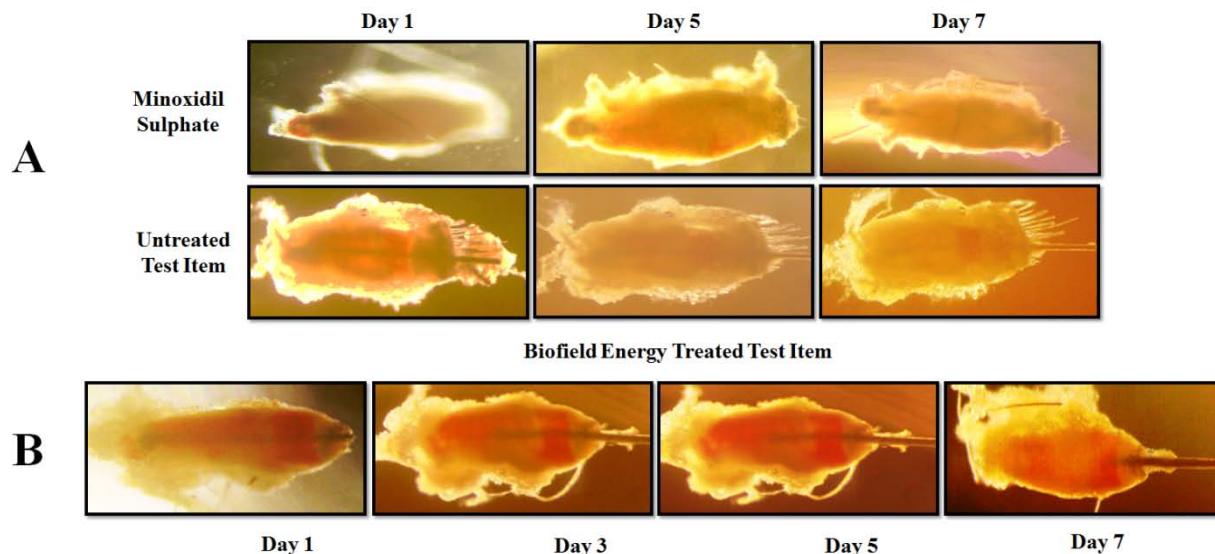 Day 1 Day 5 Day 7
Minoxidil
Sulphate
A
Untreated
Test Item
Biofield Energy Treated Test Item
B
Day 1 Day 3 Day 5 Day 7